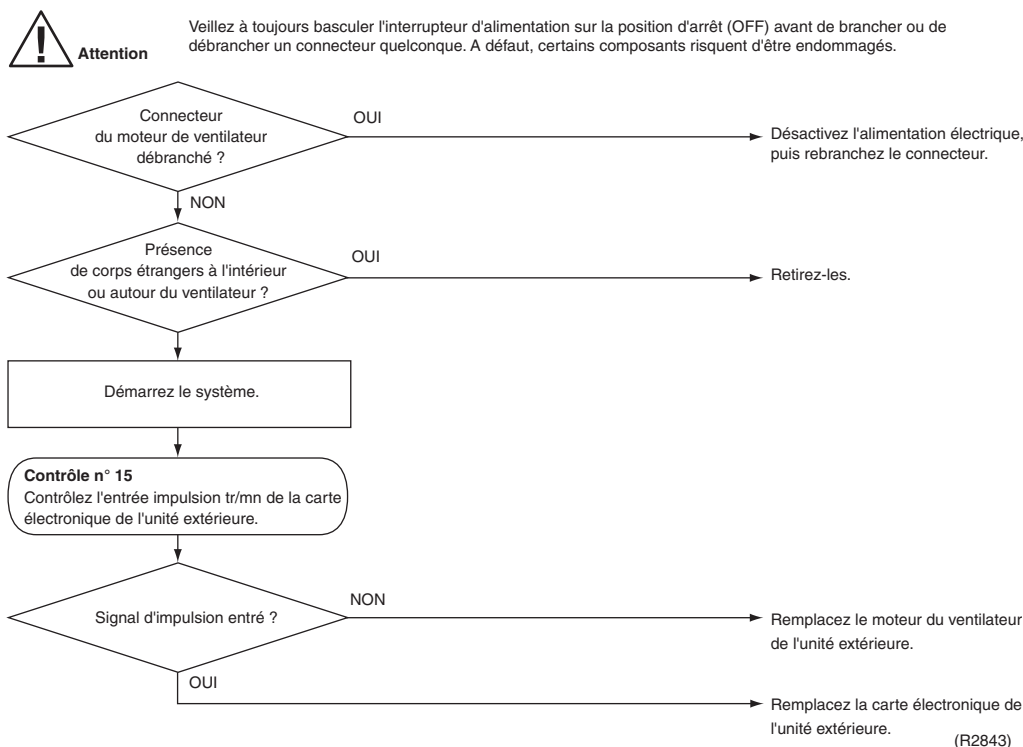 Attention
Veillez à toujours basculer l'interrupteur d'alimentation sur la position d'arrêt (OFF) avant de brancher ou de
débrancher un connecteur quelconque. A défaut, certains composants risquent d'être endommagés.
Connecteur
du moteur de ventilateur
débranché ?
OUI
Désactivez l'alimentation électrique,
puis rebranchez le connecteur.
NON
Présence
de corps étrangers à l'intérieur
ou autour du ventilateur ?
OUI
Retirez-les.
Démarrez le système.
Contrôle n° 15
Contrôlez l'entrée impulsion tr/mn de la carte
électronique de l'unité extérieure.
Signal d'impulsion entré ?
NON
Remplacez le moteur du ventilateur
de l'unité extérieure.
OUI
Remplacez la carte électronique de
l'unité extérieure.
(R2843)